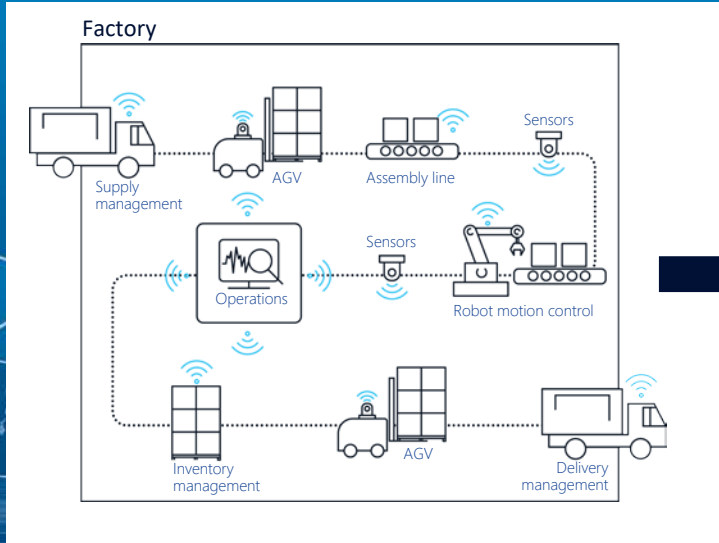 Factory
Sensors
AGV
Assembly line
Supply
management
Sensors
Operations
Robot motion control
AGV
Inventory
management
Delivery
management